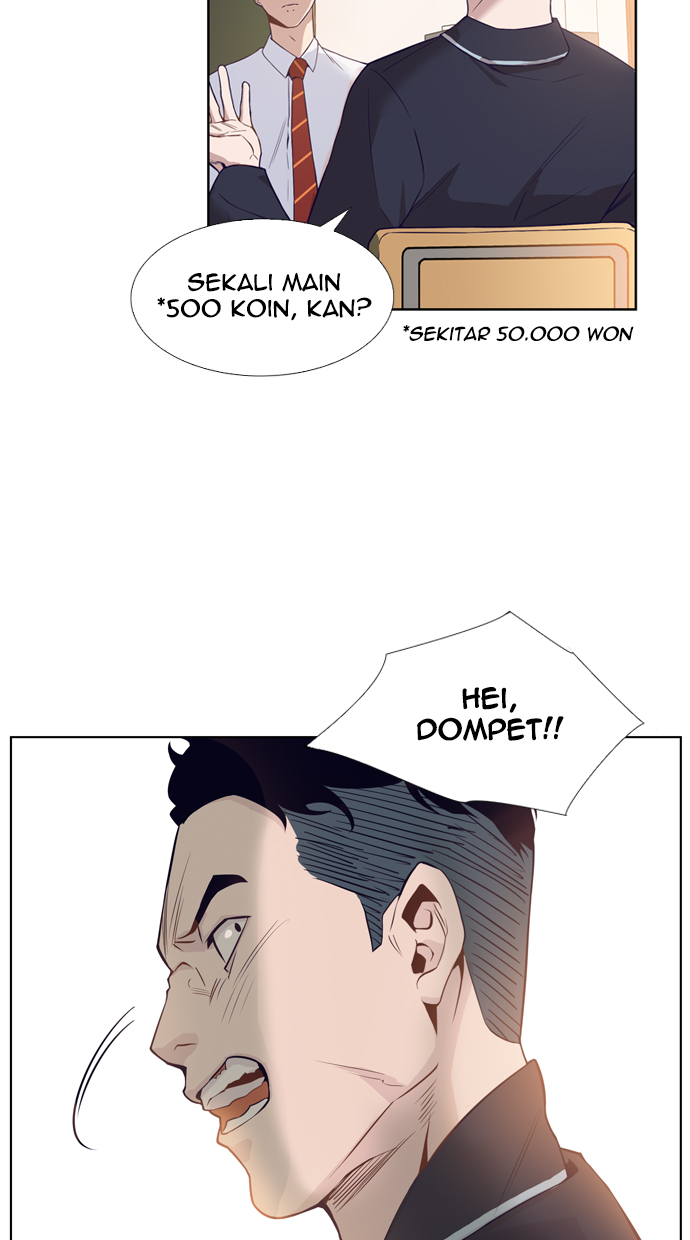 SEKALI MAIN
*500 KOIN, KAN?
*SEKITAR 50.000 WON
HEI,
DOMPET!!